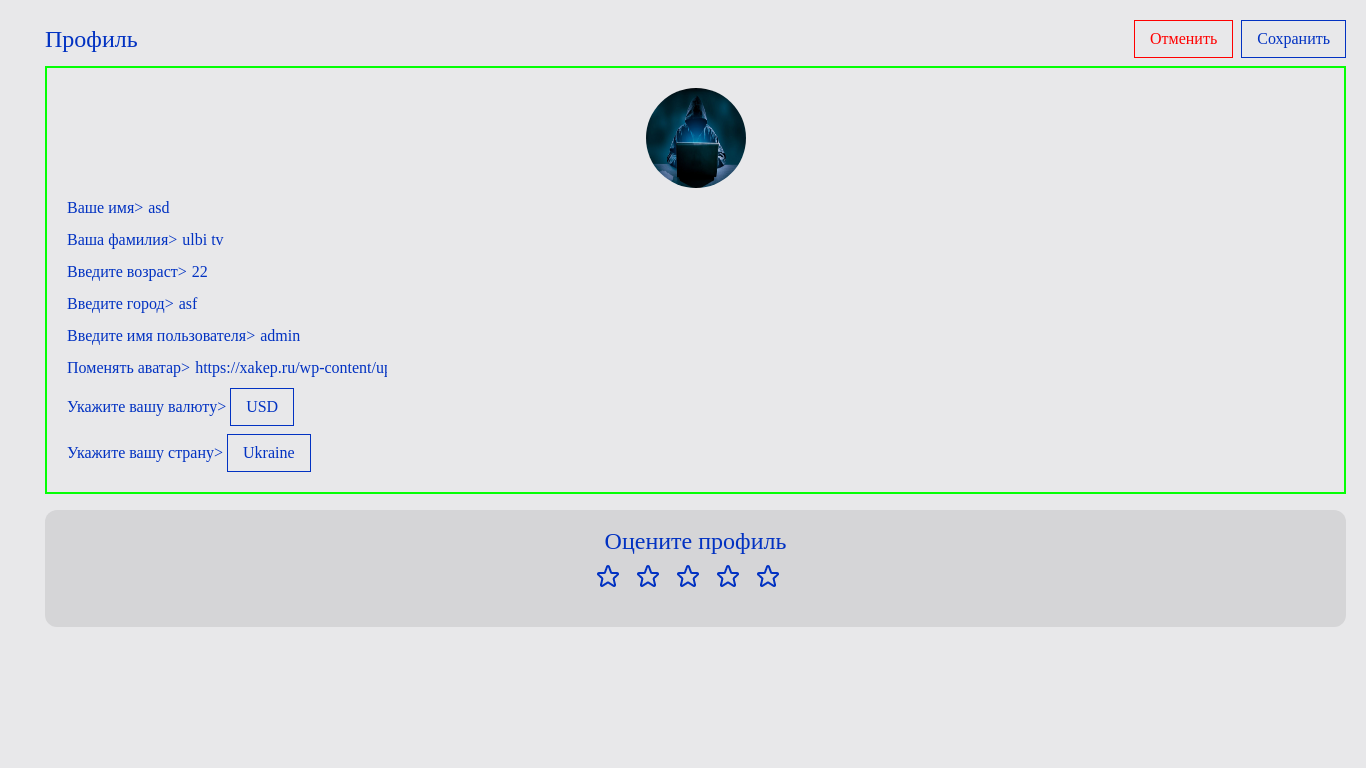 Профиль
Отменить
Сохранить
Ваше имя> asd
Ваша фамилия> ulbi tv
Введите возраст> 22
Введите город> asf
Введите имя пользователя> admin
Поменять аватар> https://xakep.ru/wp-content/up
Укажите вашу валюту> USD
Укажите вашу страну> Ukraine
Оцените профиль